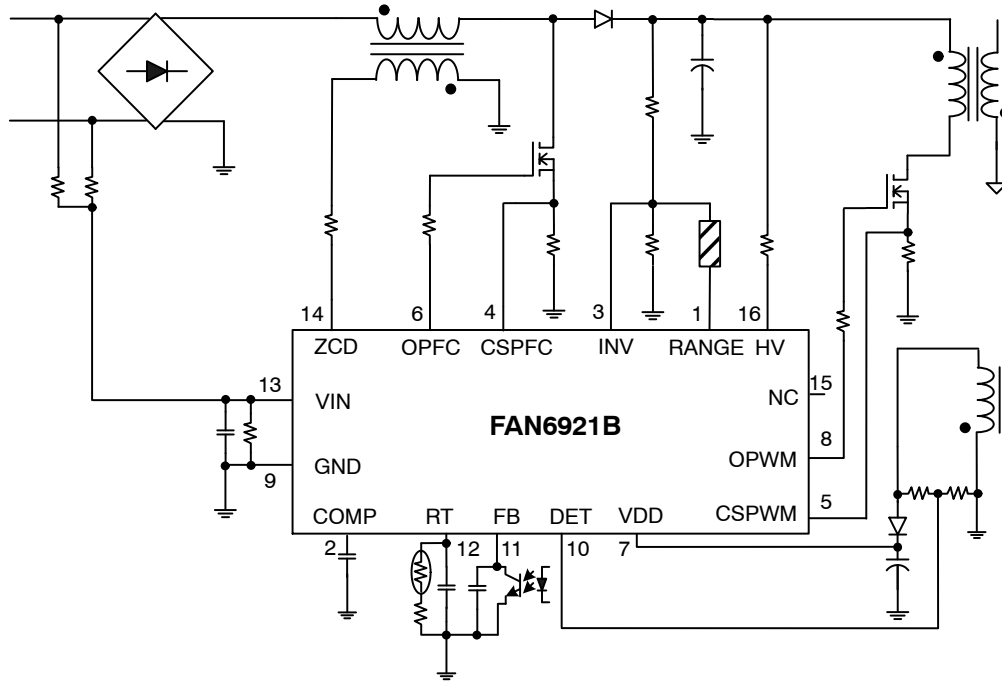 14 6 4 3 1 16
ZCD OPFC CSPFC INV RANGE HV
15
13
NC
VIN
FAN6921B
8
OPWM
GND
9
5
CSPWM
COMP RT FB DET VDD
2 12 11 10 7